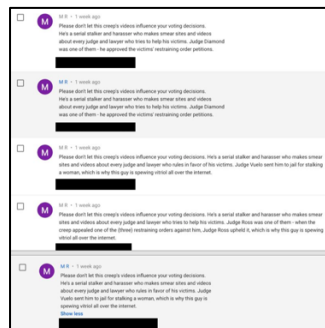 M R • 1 week ago
Please don't let this creep's videos influence your voting decisions.
He's a serial stalker and harasser who makes smear sites and videos
about every judge and lawyer who tries to help his victims. Judge Diamond
was one of them - he approved the victims' restraining order petitions.
M R • 1 week ago
Please don't let this creep's videos influence your voting decisions.
He's a serial stalker and harasser who makes smear sites and videos
about every judge and lawyer who tries to help his victims. Judge Diamond
was one of them - he approved the victims' restraining order petitions.
M R • 1 week ago
Please don't let this creep's videos influence your voting decisions. He's a serial stalker and harasser who makes smear
sites and videos about every judge and lawyer who rules in favor of his victims. Judge Vuelo sent him to jail for stalking
a woman, which is why this guy is spewing vitriol all over the internet.
M R • 1 week ago
Please don't let this creep's videos influence your voting decisions. He's a serial stalker and harasser who makes smear
sites and videos about every judge and lawyer who tries to help his victims. Judge Ross was one of them - when the
creep appealed one of the (three) restraining orders against him, Judge Ross upheld it, which is why he's spewing
vitriol all over the internet.
M R • 1 week ago
Please don't let this creep's videos influence your voting decisions.
He's a serial stalker and harasser who makes smear sites and videos
about every judge and lawyer who rules in favor of his victims. Judge
Vuelo sent him to jail for stalking a woman, which is why this guy is
spewing vitriol all over the internet.
Show less
M
M
M
M
M